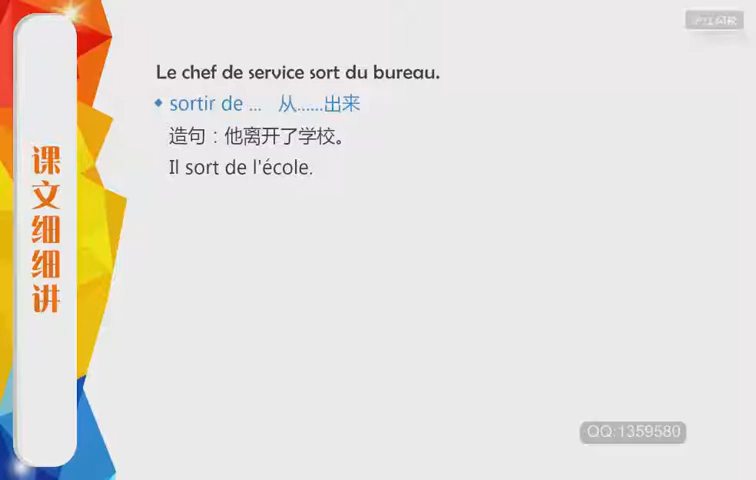 Le chef de service sort du bureau.
sortir de ... 从......出来
造句：他离开了学校。
Il sort de l'école.
课文细细讲
QQ:1359580